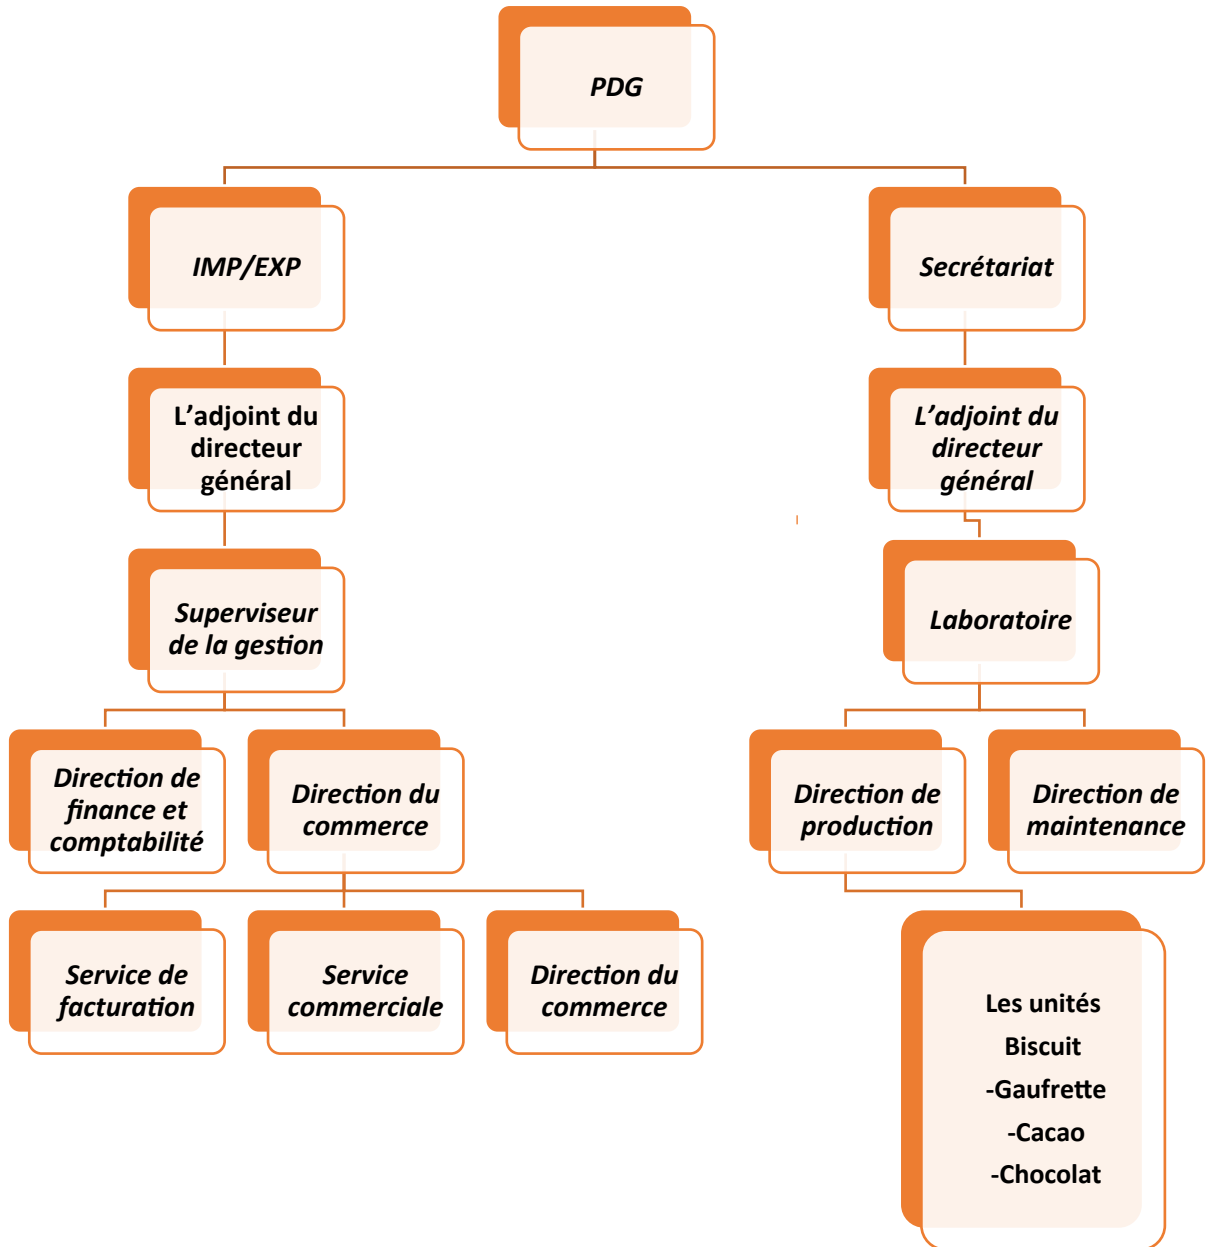 PDG
IMP/EXP
Secrétariat
L’adjoint du
directeur
général
L’adjoint du
directeur
général
Superviseur
de la gestion
Laboratoire
Direction de
finance et
comptabilité
Direction du
commerce
Direction de
production
Direction de
maintenance
Service de
facturation
Service
commerciale
Direction du
commerce
Les unités
Biscuit
-Gaufrette
-Cacao
-Chocolat